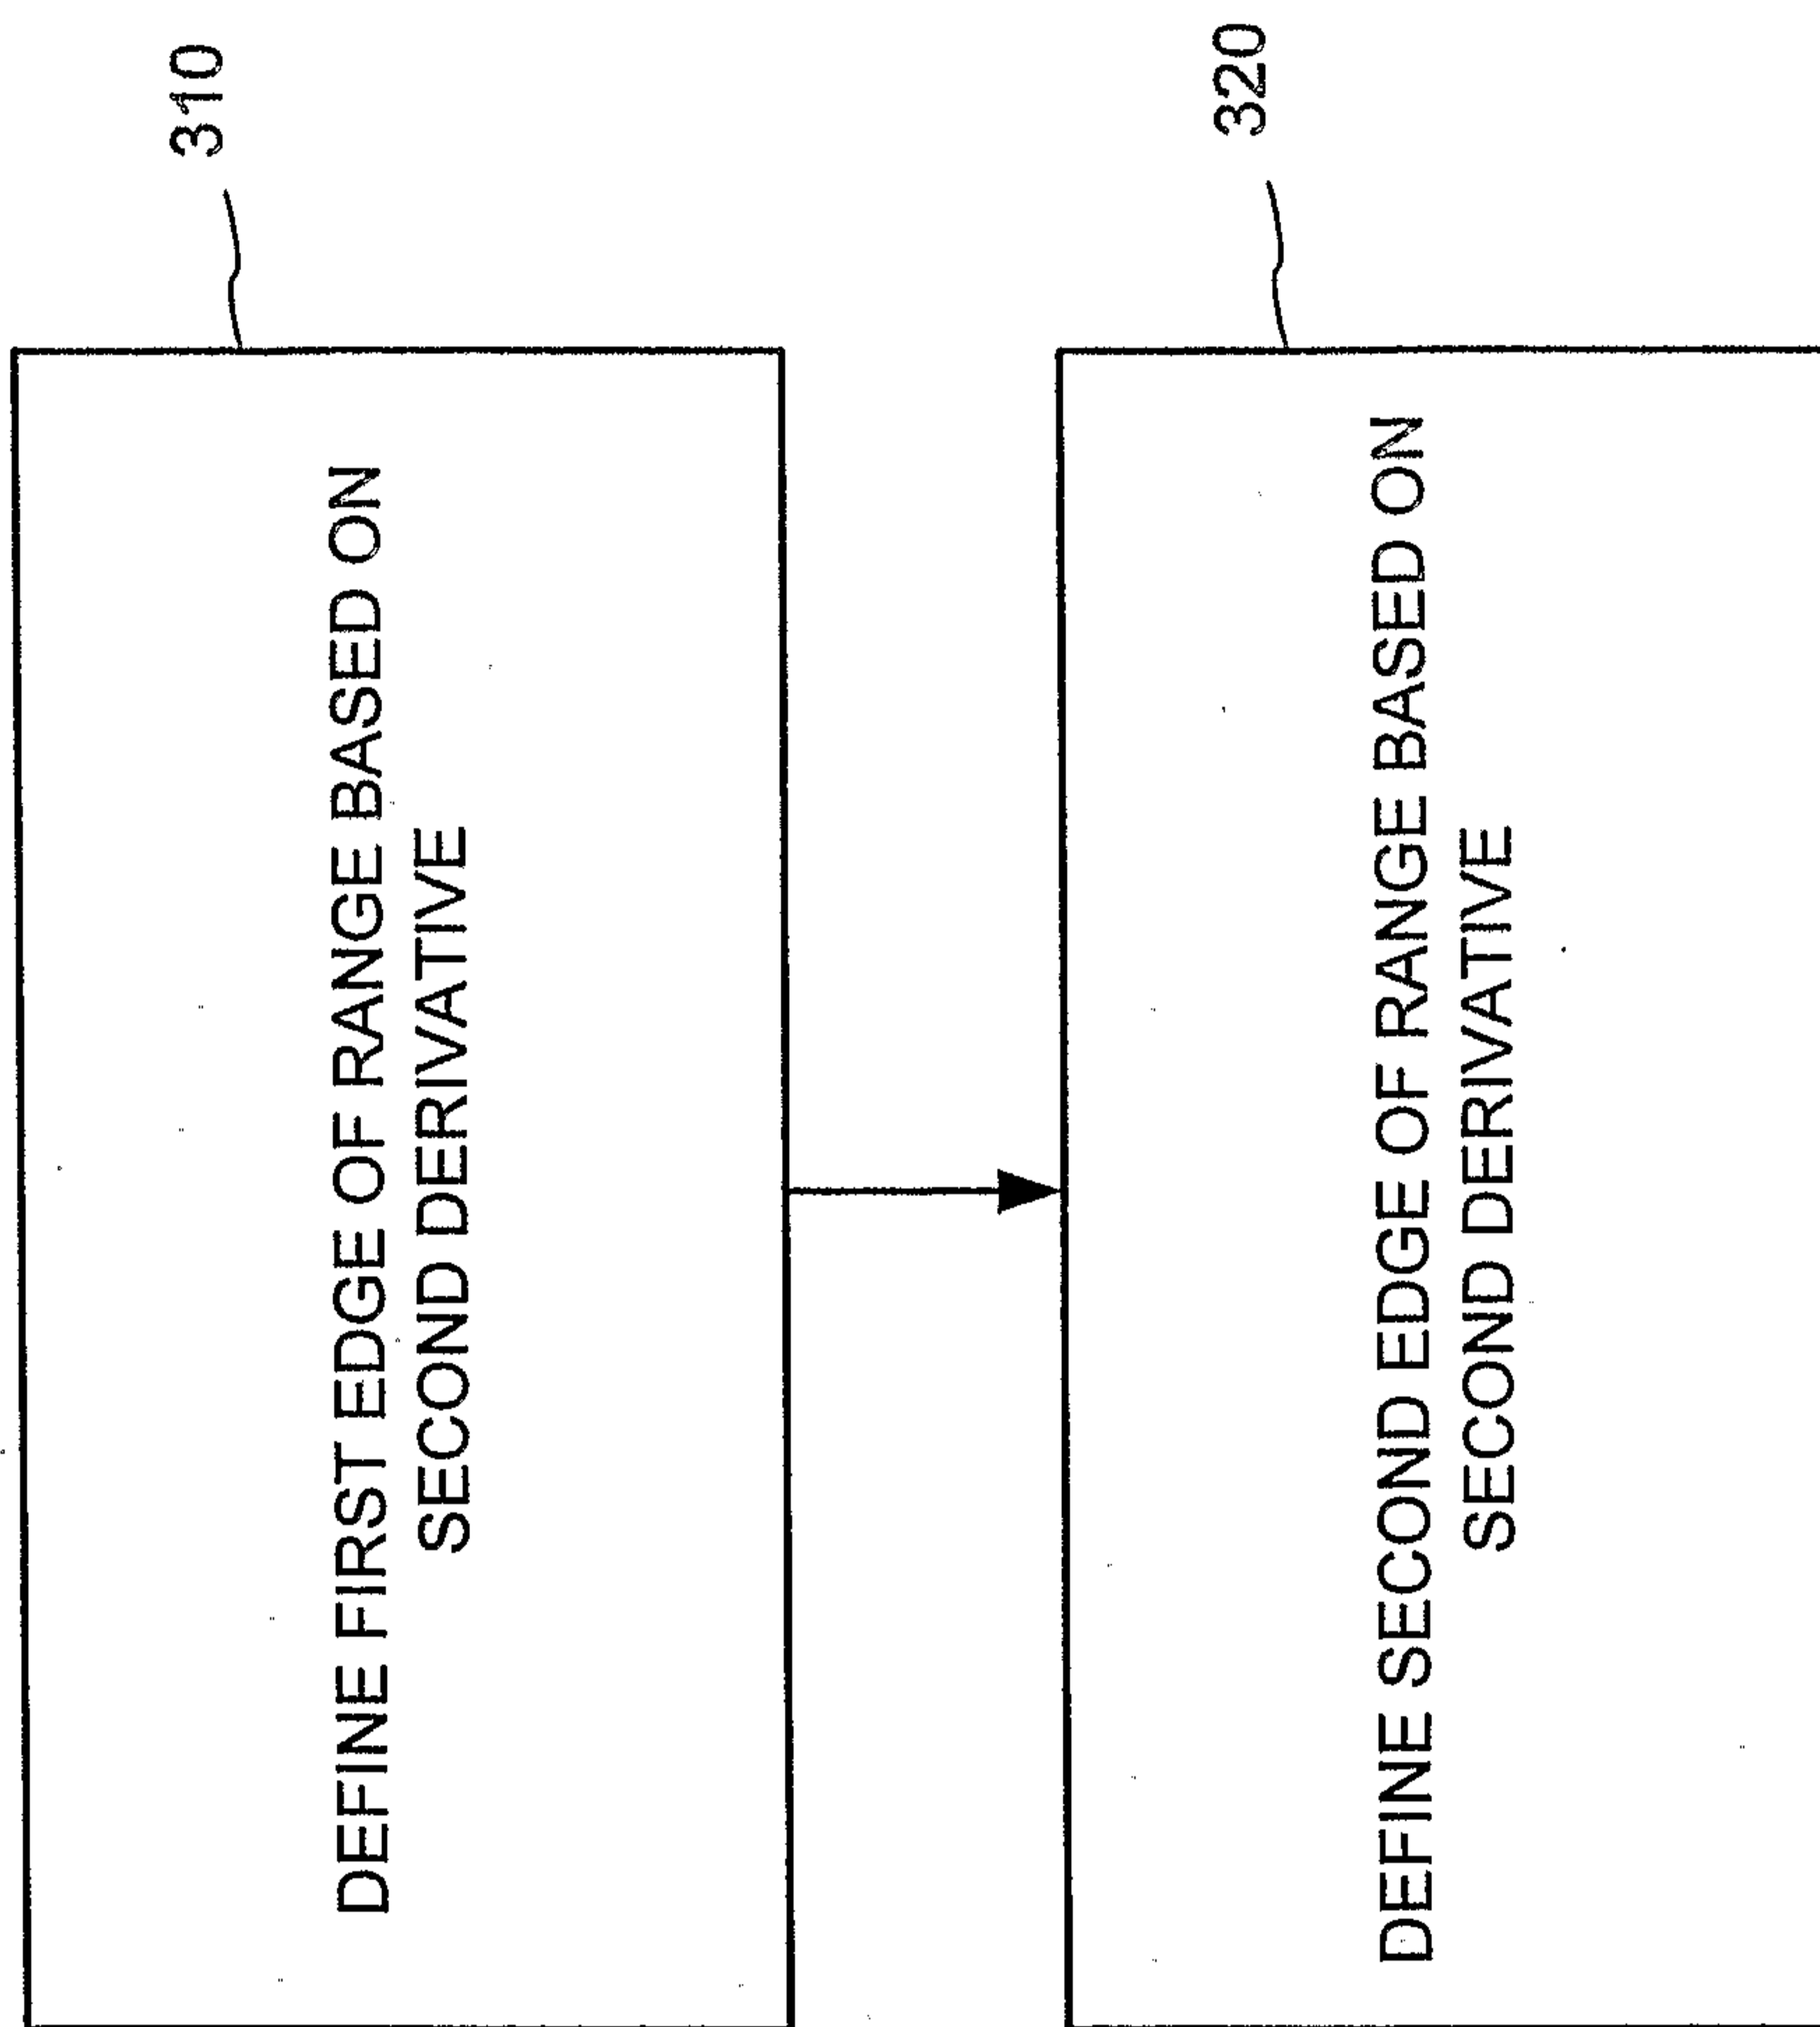 310
DEFINE FIRST EDGE OF RANGE BASED ON
SECOND DERIVATIVE
320
DEFINE SECOND EDGE OF RANGE BASED ON
SECOND DERIVATIVE